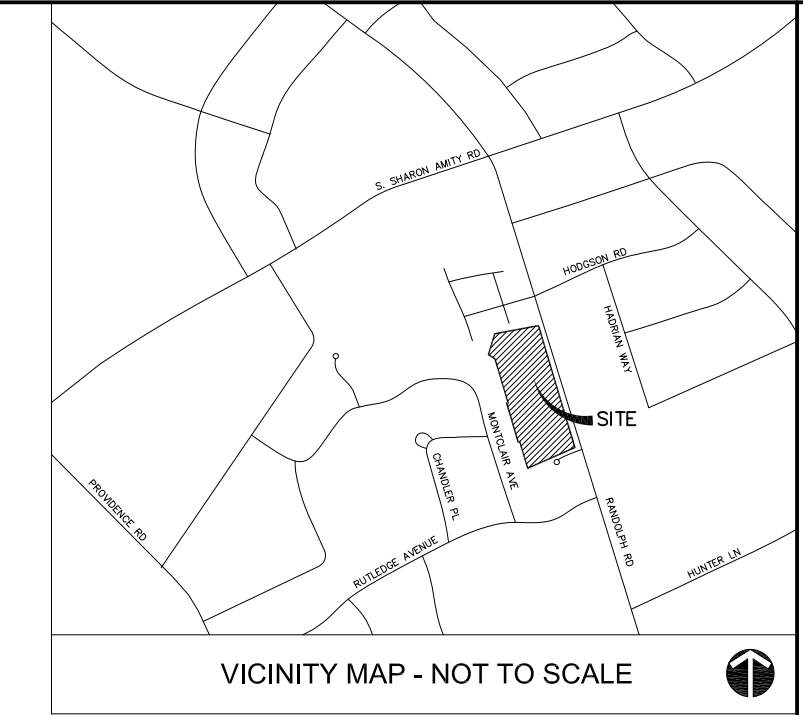 S. SHARON AMITY RD
HODGSON RD
HADRIAN WAY
SITE
MONTCLAIR AVE
CHANDLER PL
PROVIDENCE RD
RANDOLPH RD
RUTLEDGE AVENUE
HUNTER LN
VICINITY MAP - NOT TO SCALE